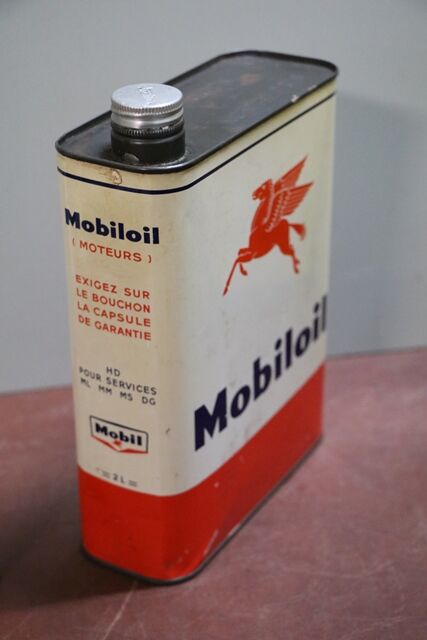 Mobiloil
( MOTEURS )
EXIGEZ SUR
LE BOUCHON
LA CAPSULE
DE GARANTIE
HD
POUR SERVICES
ML MM MS DG
Mobil
= 2 L =
Mobiloil